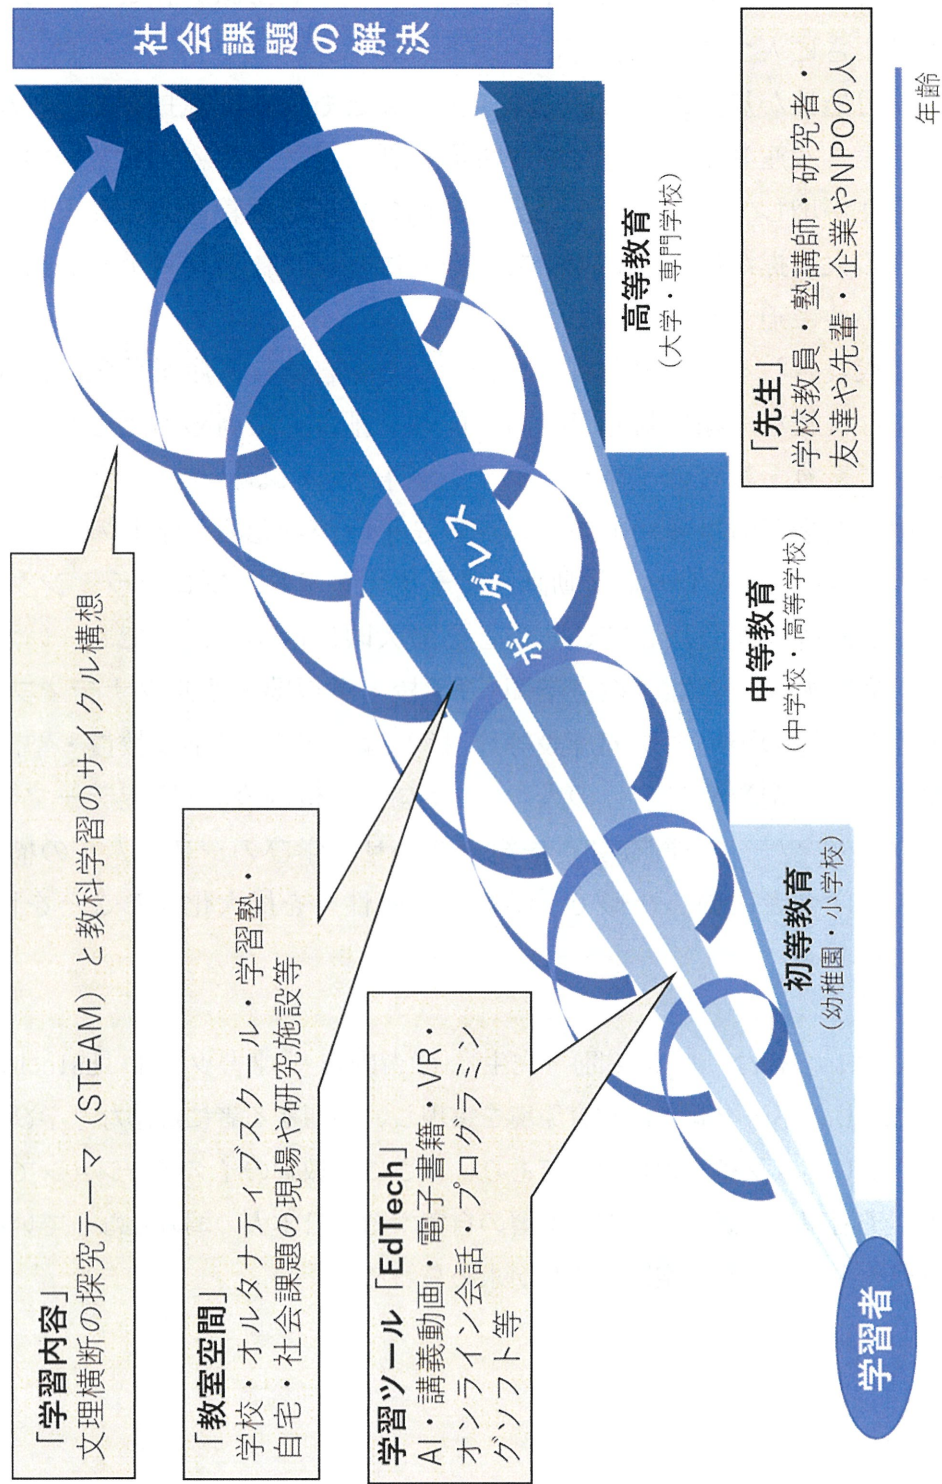 「学習内容」
文理横断の探究テーマ（STEAM）と教科学習のサイクル構想
「教室空間」
学校・オルタナティブスクール・学習塾・
自宅・社会課題の現場や研究施設等
学習ツール「EdTech」
AI・講義動画・電子書籍・VR・
オンライン会話・プログラミン
グソフト等
社会課題の解決
ボーダレス
学習者
初等教育
（幼稚園・小学校）
中等教育
（中学校・高等学校）
高等教育
（大学・専門学校）
「先生」
学校教員・塾講師・研究者・
友達や先輩・企業やNPOの人
年齢